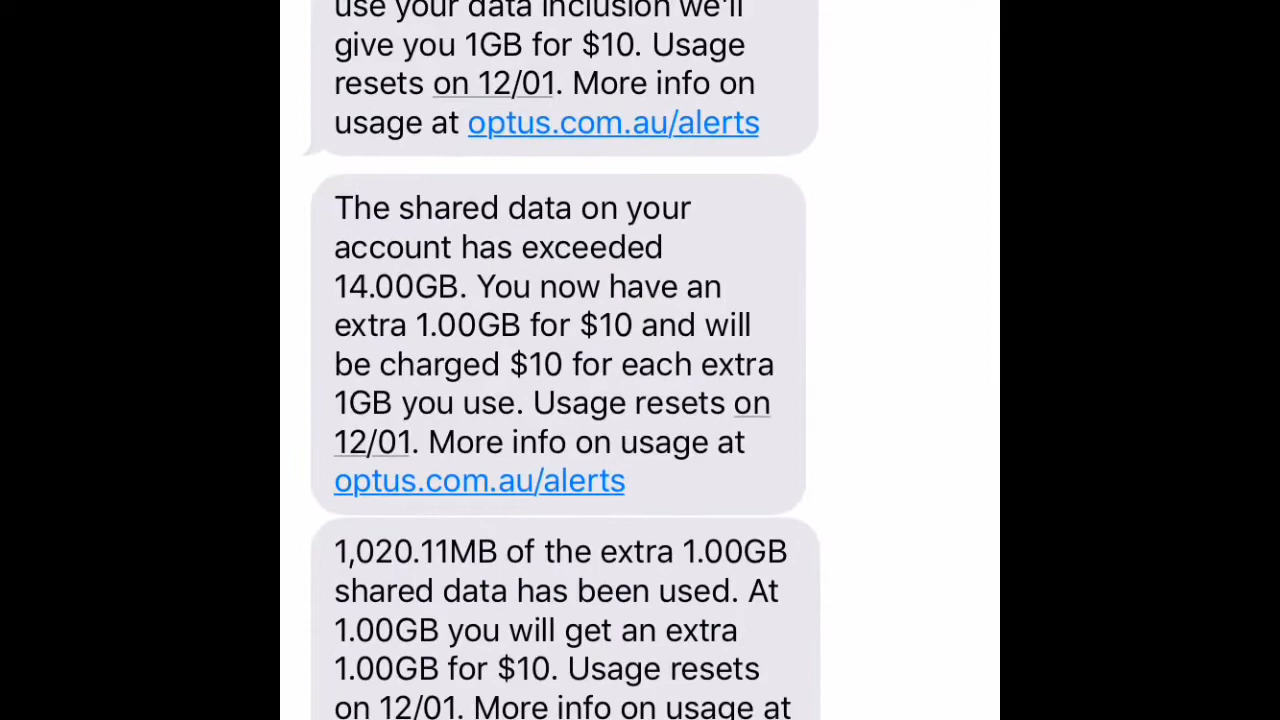 use your data inclusion we'll
give you 1GB for $10. Usage
resets on 12/01. More info on
usage at optus.com.au/alerts
The shared data on your
account has exceeded
14.00GB. You now have an
extra 1.00GB for $10 and will
be charged $10 for each extra
1GB you use. Usage resets on
12/01. More info on usage at
optus.com.au/alerts
1,020.11MB of the extra 1.00GB
shared data has been used. At
1.00GB you will get an extra
1.00GB for $10. Usage resets
on 12/01. More info on usage at